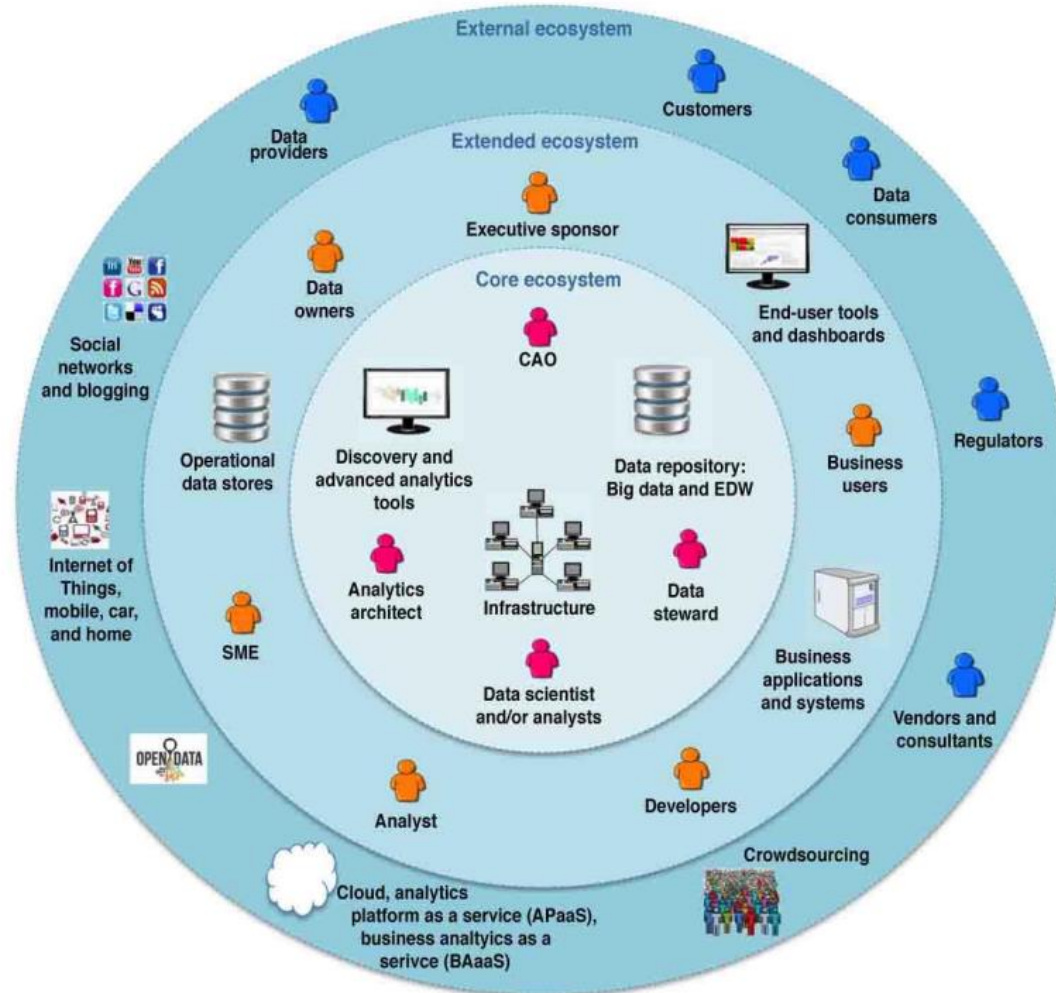 External ecosystem
Customers
Data
providers
Data
consumers
Extended ecosystem
Executive sponsor
Data
owners
End-user tools
and dashboards
Core ecosystem
CAO
Social
networks
and blogging
Operational
data stores
Discovery and
advanced analytics
tools
Data repository:
Big data and EDW
Business
users
Regulators
Internet of
Things,
mobile, car,
and home
Analytics
architect
Infrastructure
Data
steward
SME
Data scientist
and/or analysts
Business
applications
and systems
Vendors and
consultants
OPEN DATA
Analyst
Developers
Crowdsourcing
Cloud, analytics
platform as a service (APaaS),
business analtyics as a
serivce (BAaaS)